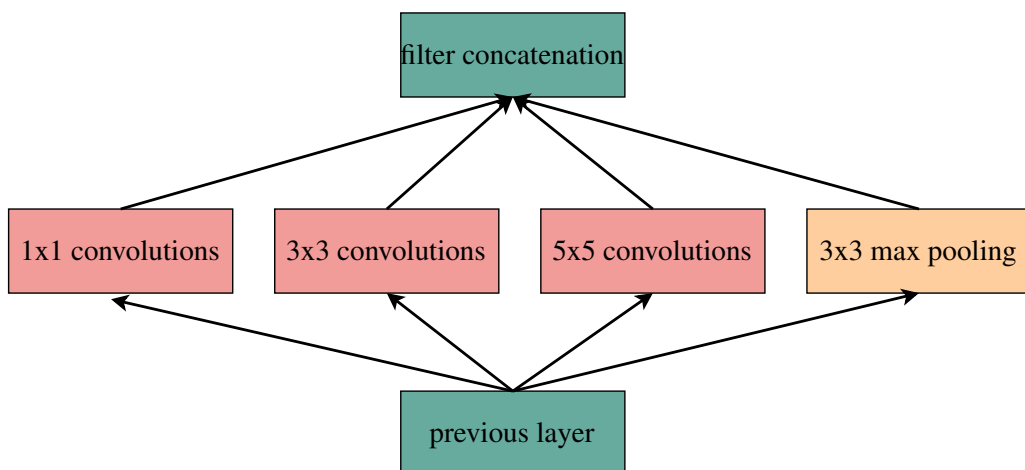 filter concatenation
1x1 convolutions
3x3 convolutions
5x5 convolutions
3x3 max pooling
previous layer